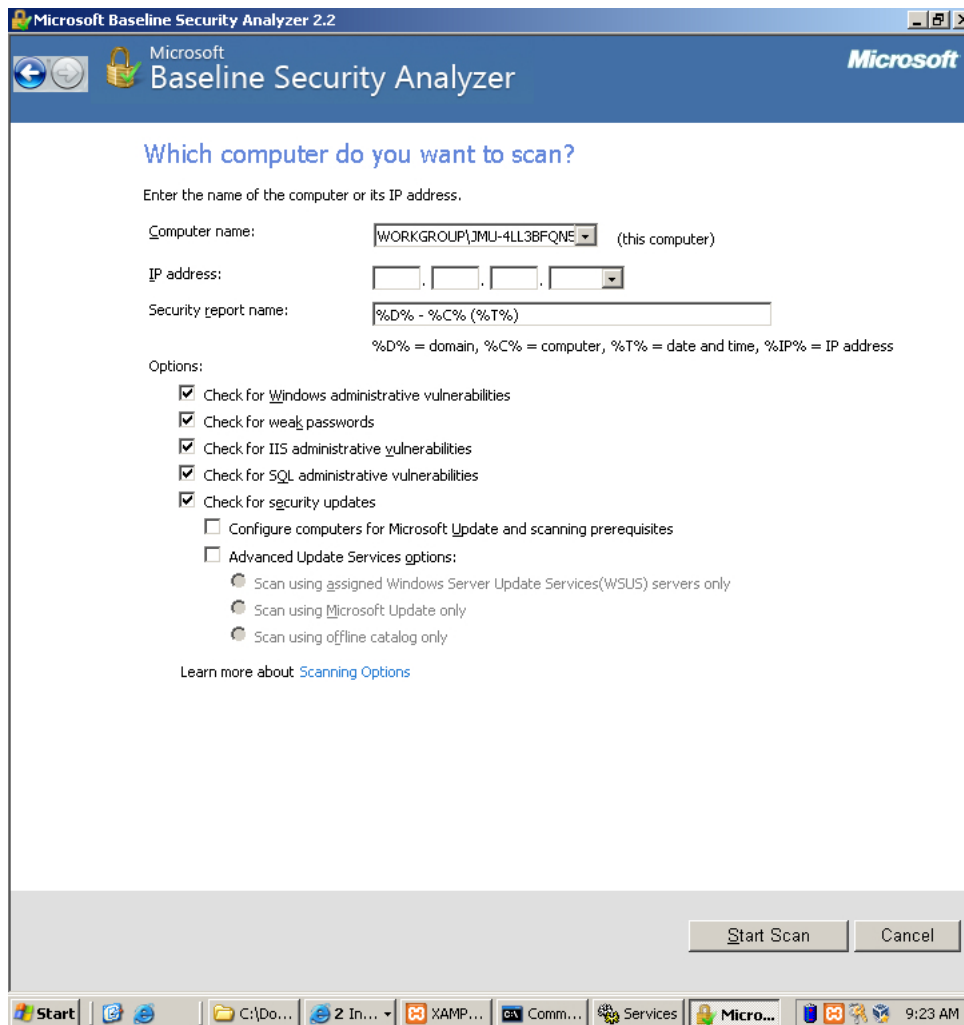 Microsoft Baseline Security Analyzer 2.2
Microsoft
Baseline Security Analyzer
Microsoft
Which computer do you want to scan?
Enter the name of the computer or its IP address.
Computer name: WORKGROUP\JMU-4LL3BFQNE (this computer)
IP address: . . .
Security report name: %D% - %C% (%T%)
%D% = domain, %C% = computer, %T% = date and time, %IP% = IP address
Options:
Check for Windows administrative vulnerabilities
Check for weak passwords
Check for IIS administrative vulnerabilities
Check for SQL administrative vulnerabilities
Check for security updates
Configure computers for Microsoft Update and scanning prerequisites
Advanced Update Services options:
Scan using assigned Windows Server Update Services(WSUS) servers only
Scan using Microsoft Update only
Scan using offline catalog only
Learn more about Scanning Options
Start Scan Cancel
Start C:\Do... 2 In... XAMP... Comm... Services Micro... 9:23 AM